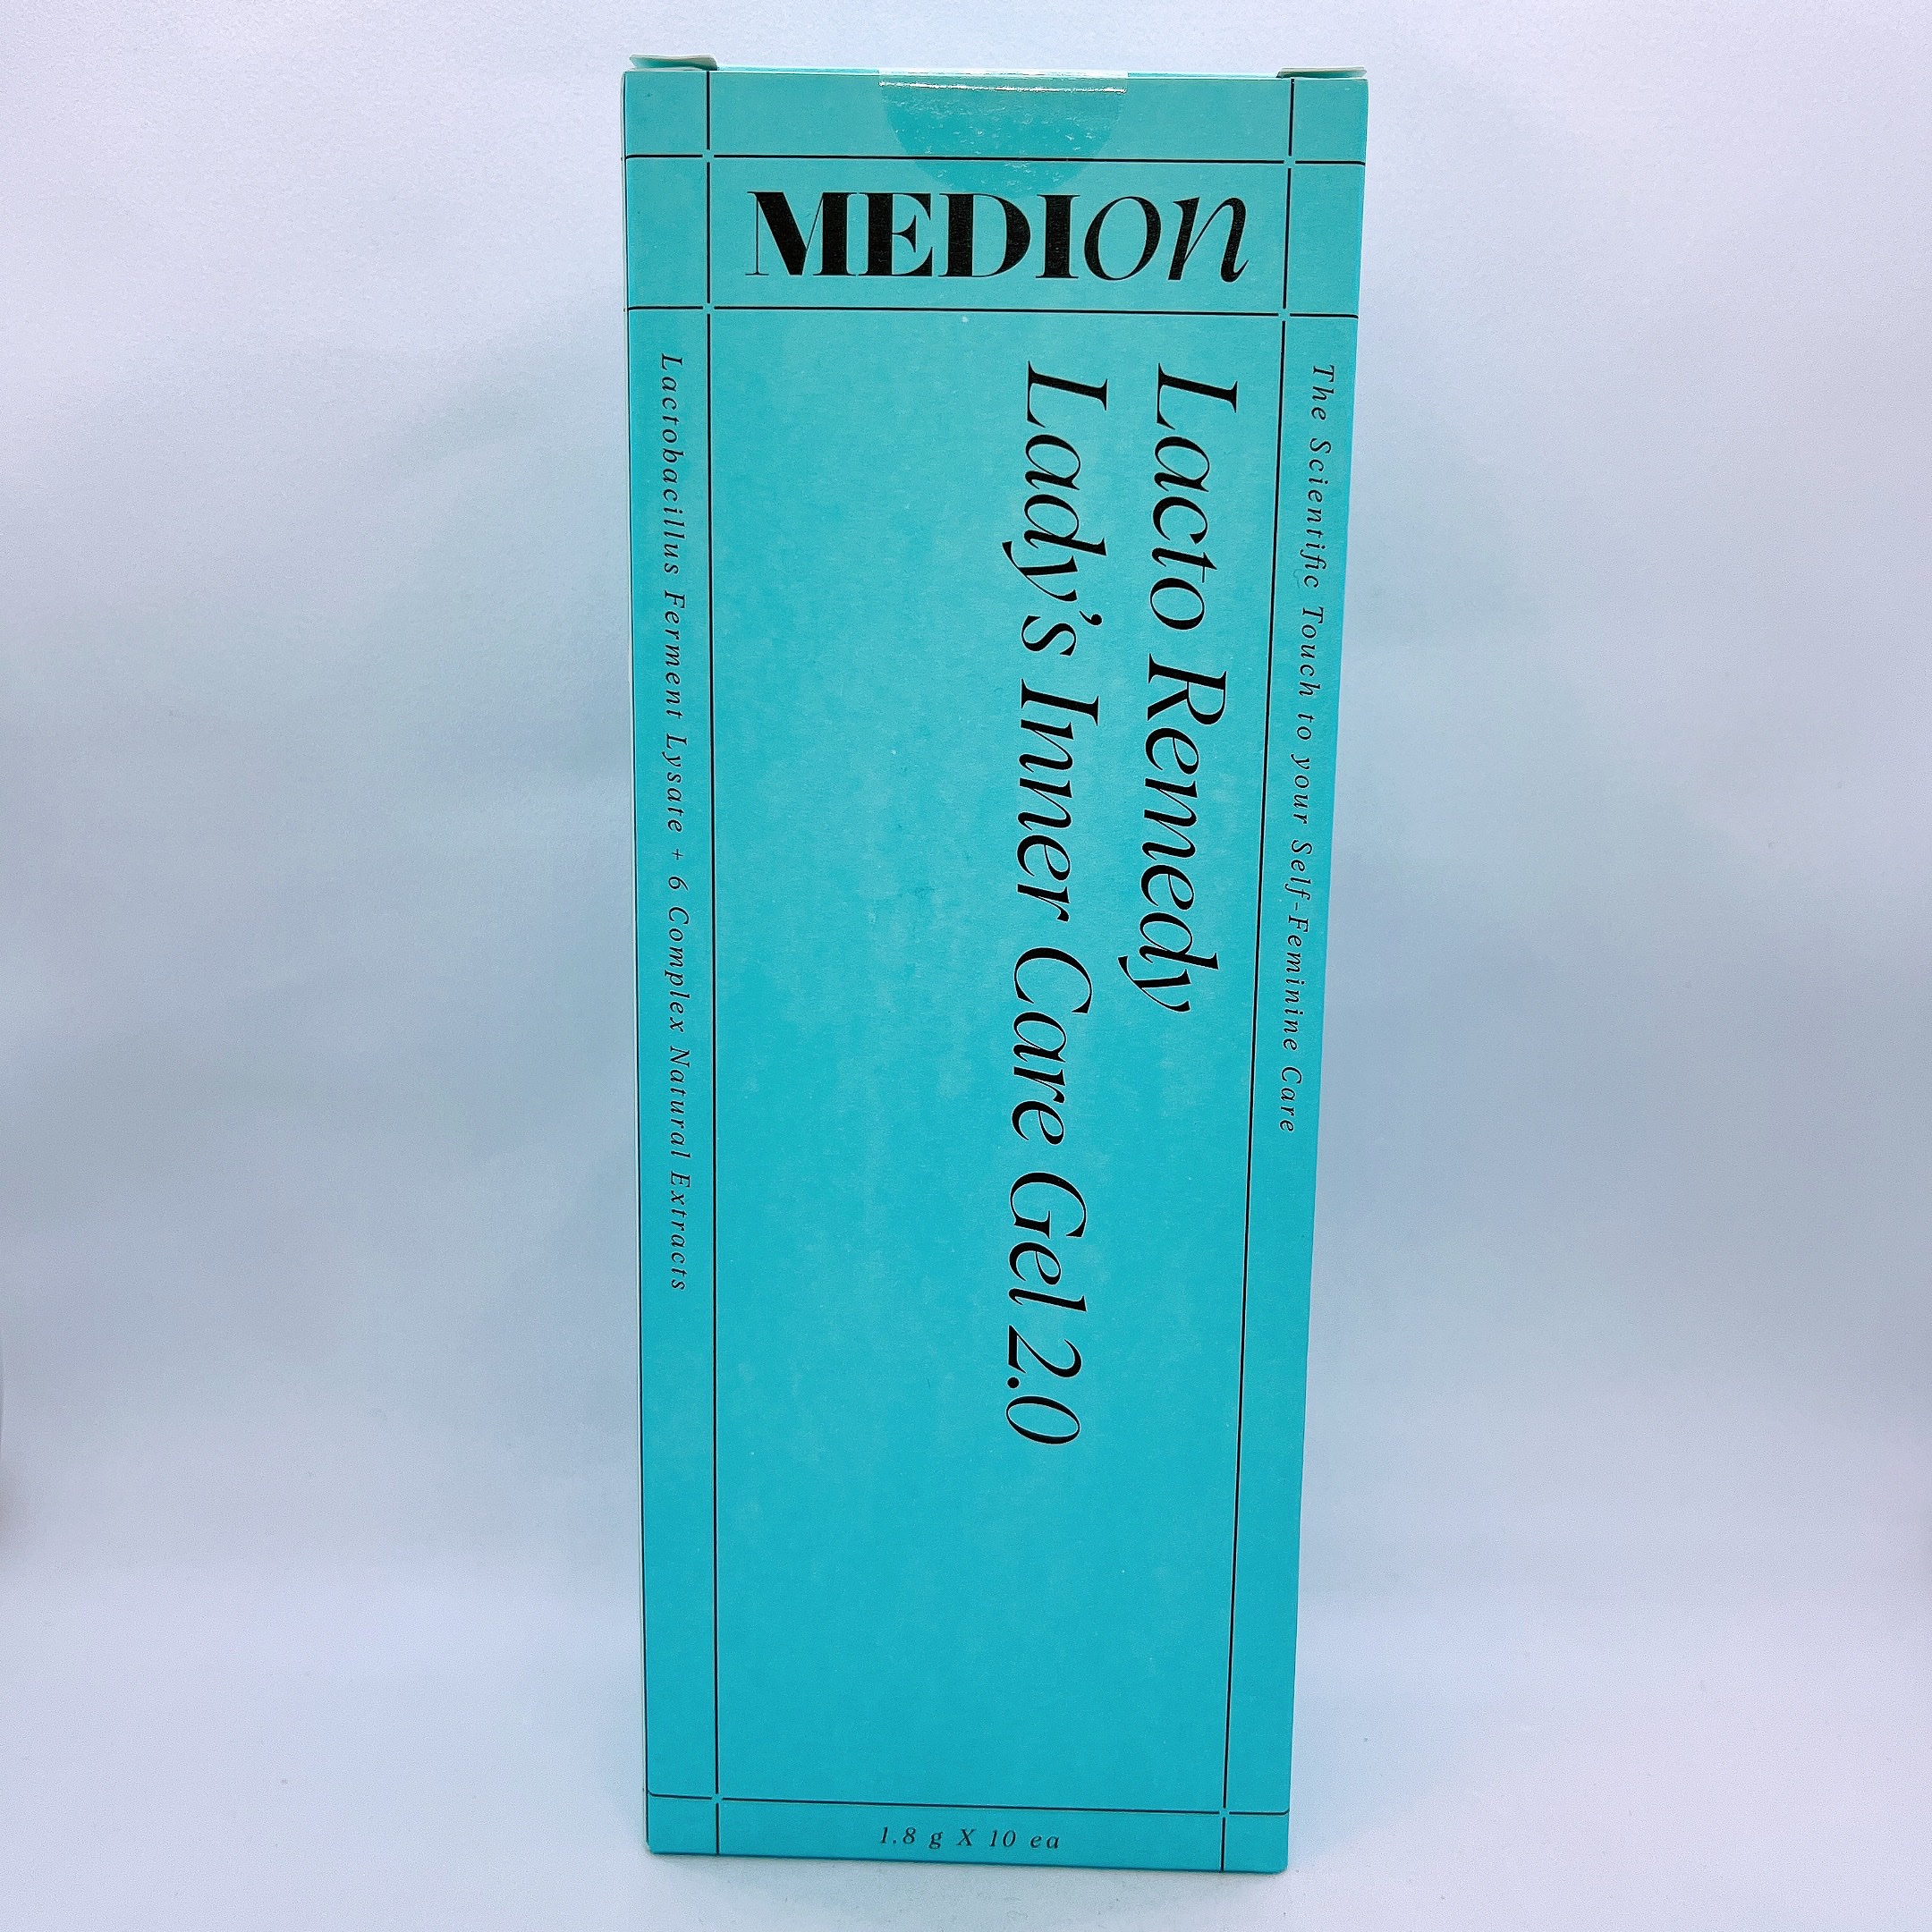 MEDIon
The Scientific Touch to your Self-Feminine Care
Lacto Remedy
Lady's Inner Care Gel 2.0
Lactobacillus Ferment Lysate + 6 Complex Natural Extracts
1.8 g X 10 ea